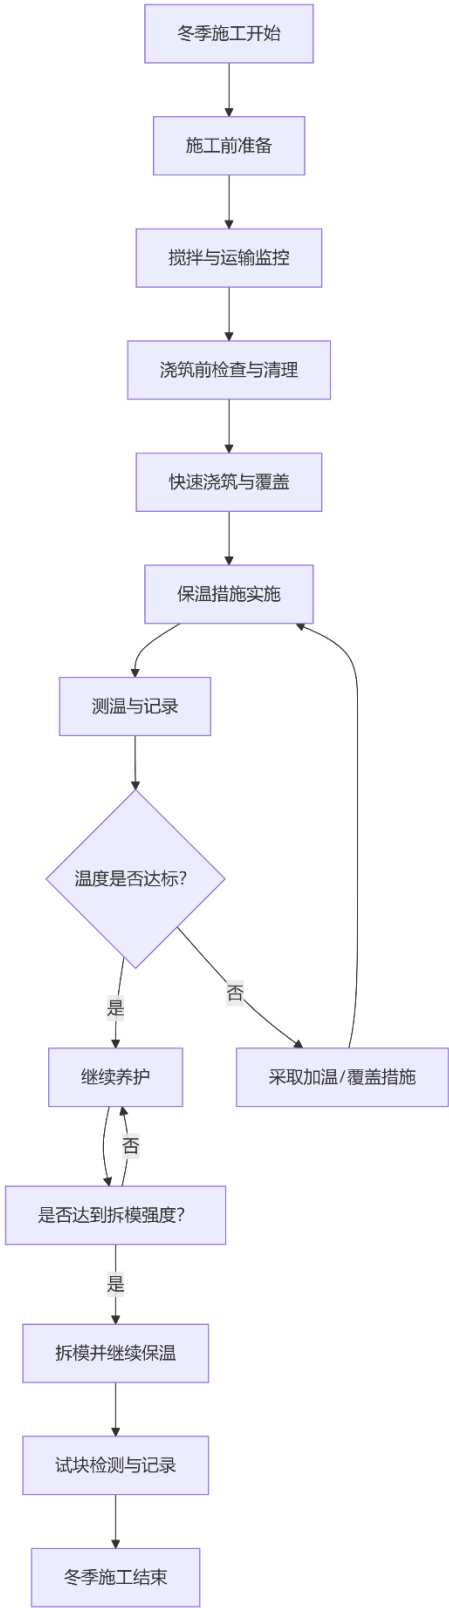 冬季施工开始
施工前准备
搅拌与运输监控
浇筑前检查与清理
快速浇筑与覆盖
保温措施实施
测温与记录
温度是否达标?
是
否
继续养护
采取加温/覆盖措施
否
是否达到拆模强度?
是
拆模并继续保温
试块检测与记录
冬季施工结束